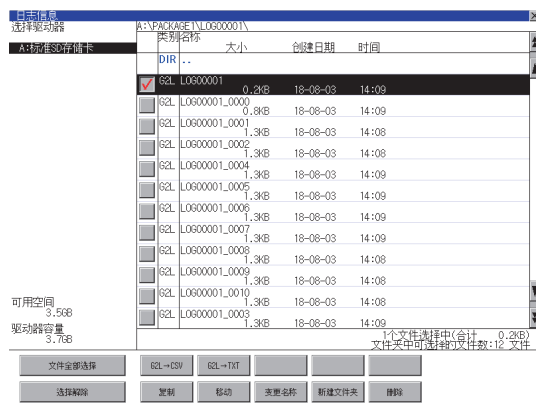 日志信息
选择驱动器
A:\PACKAGE1\LOG00001\
A:标准SD存储卡
类别 名称
大小 创建日期 时间
DIR ..
G2L LOG00001
0.2KB 18-08-03 14:09
G2L LOG00001_0000
0.8KB 18-08-03 14:09
G2L LOG00001_0001
1.3KB 18-08-03 14:08
G2L LOG00001_0002
1.3KB 18-08-03 14:08
G2L LOG00001_0004
1.3KB 18-08-03 14:09
G2L LOG00001_0005
1.3KB 18-08-03 14:09
G2L LOG00001_0006
1.3KB 18-08-03 14:09
G2L LOG00001_0007
1.3KB 18-08-03 14:09
G2L LOG00001_0008
1.3KB 18-08-03 14:08
G2L LOG00001_0009
1.3KB 18-08-03 14:08
G2L LOG00001_0010
1.3KB 18-08-03 14:08
G2L LOG00001_0003
1.3KB 18-08-03 14:09
可用空间
3.5GB
驱动器容量
3.7GB
1个文件选择中(合计 0.2KB)
文件夹中可选择的文件数:12 文件
文件全部选择 G2L→CSV G2L→TXT
选择解除 复制 移动 变更名称 新建文件夹 删除